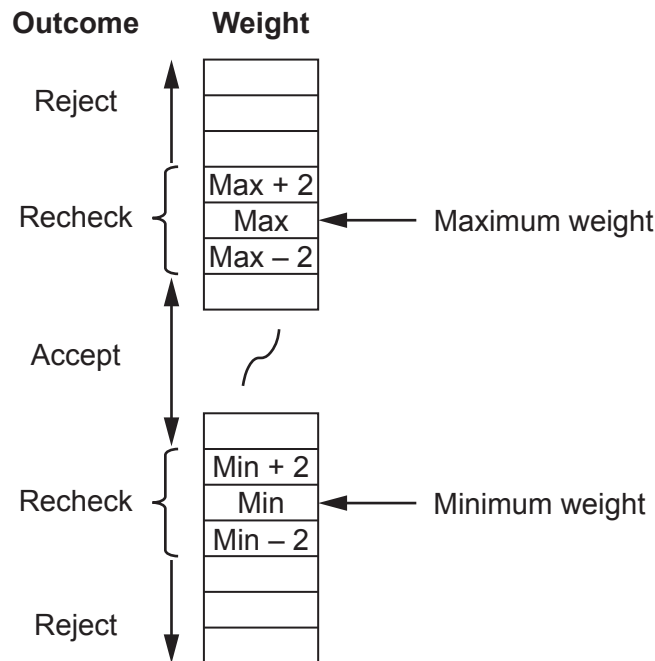 Outcome Weight
Reject
Max + 2
Recheck Max Maximum weight
Max – 2
Accept
Min + 2
Recheck Min Minimum weight
Min – 2
Reject